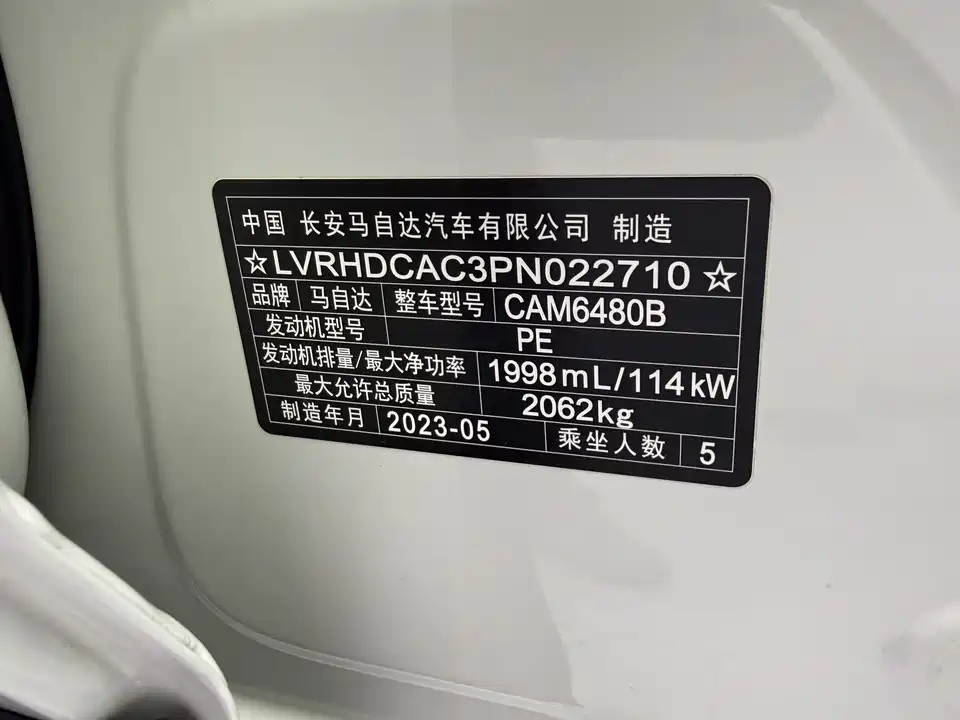 中国 长安马自达汽车有限公司 制造
☆LVRHDCAC3PN022710☆
品牌 马自达 整车型号 CAM6480B
发动机型号 PE
发动机排量/最大净功率 1998mL/114kW
最大允许总质量 2062kg
制造年月 2023-05 乘坐人数 5